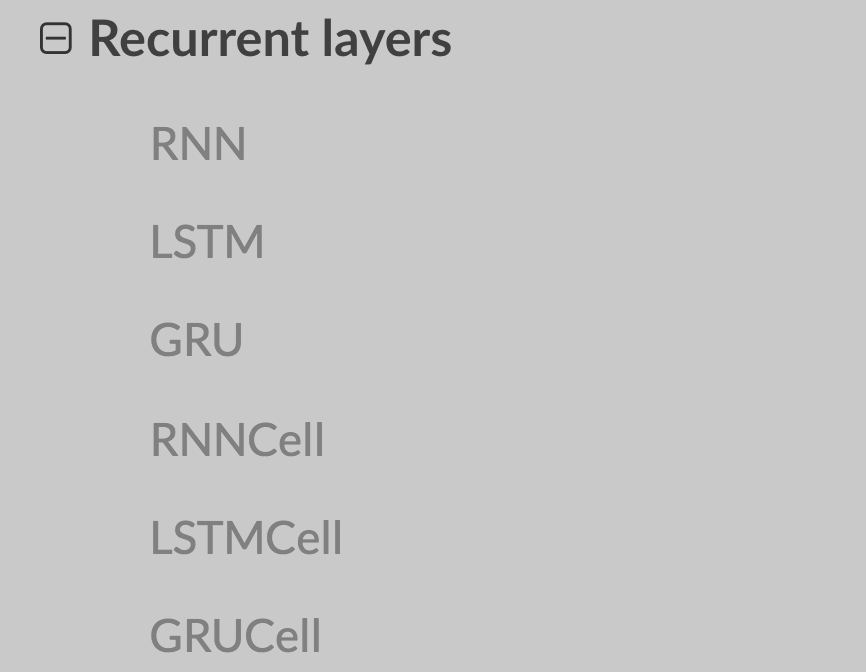 Recurrent layers
RNN
LSTM
GRU
RNNCell
LSTMCell
GRUCell